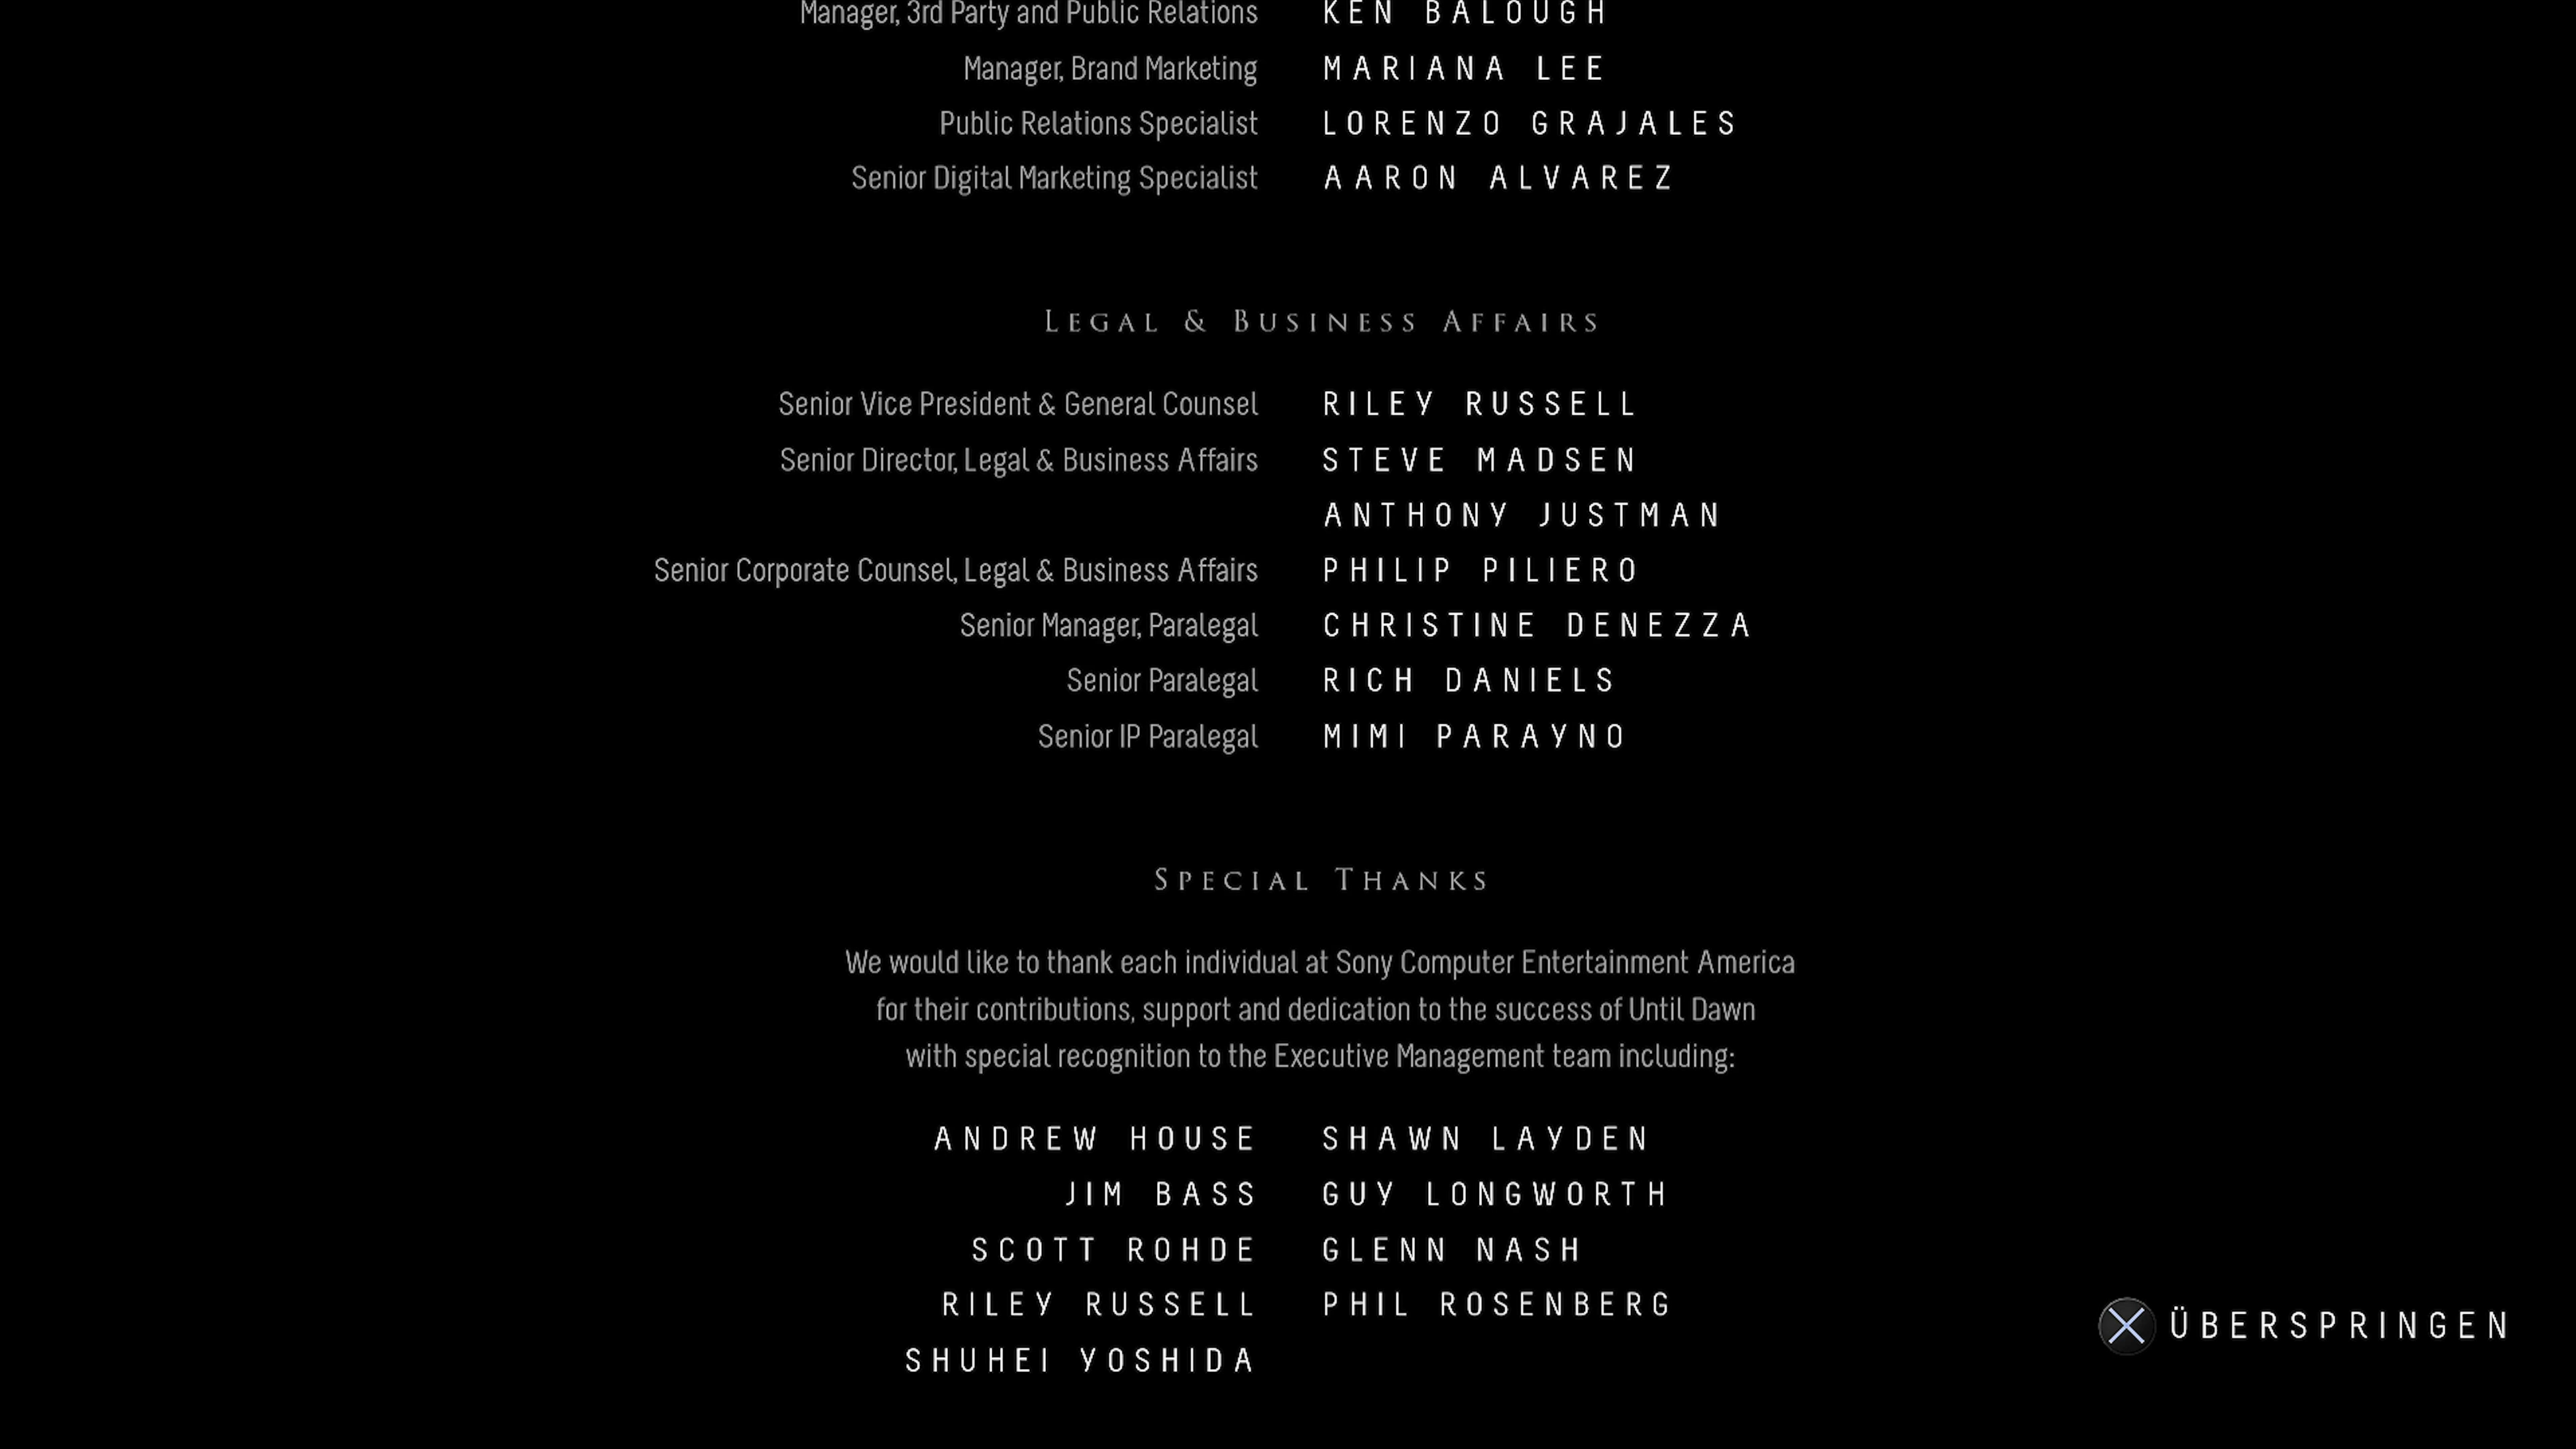 Manager, 3rd Party and Public Relations KEN BALOUGH
Manager, Brand Marketing MARIANA LEE
Public Relations Specialist LORENZO GRAJALES
Senior Digital Marketing Specialist AARON ALVAREZ
LEGAL & BUSINESS AFFAIRS
Senior Vice President & General Counsel RILEY RUSSELL
Senior Director, Legal & Business Affairs STEVE MADSEN
ANTHONY JUSTMAN
Senior Corporate Counsel, Legal & Business Affairs PHILIP PILIERO
Senior Manager, Paralegal CHRISTINE DENEZZA
Senior Paralegal RICH DANIELS
Senior IP Paralegal MIMI PARAYNO
SPECIAL THANKS
We would like to thank each individual at Sony Computer Entertainment America
for their contributions, support and dedication to the success of Until Dawn
with special recognition to the Executive Management team including:
ANDREW HOUSE SHAWN LAYDEN
JIM BASS GUY LONGWORTH
SCOTT ROHDE GLENN NASH
RILEY RUSSELL PHIL ROSENBERG
SHUHEI YOSHIDA
ÜBERSPRINGEN